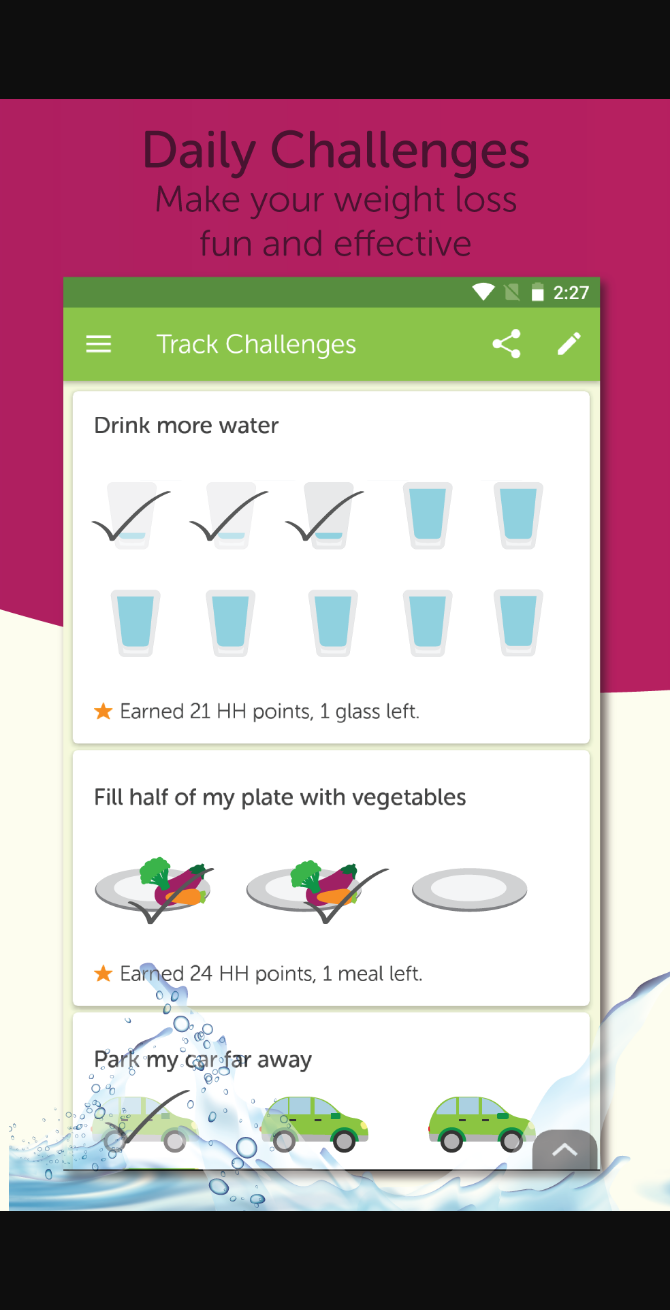 Daily Challenges
Make your weight loss
fun and effective
2:27
Track Challenges
Drink more water
Earned 21 HH points, 1 glass left.
Fill half of my plate with vegetables
Earned 24 HH points, 1 meal left.
Park my car far away